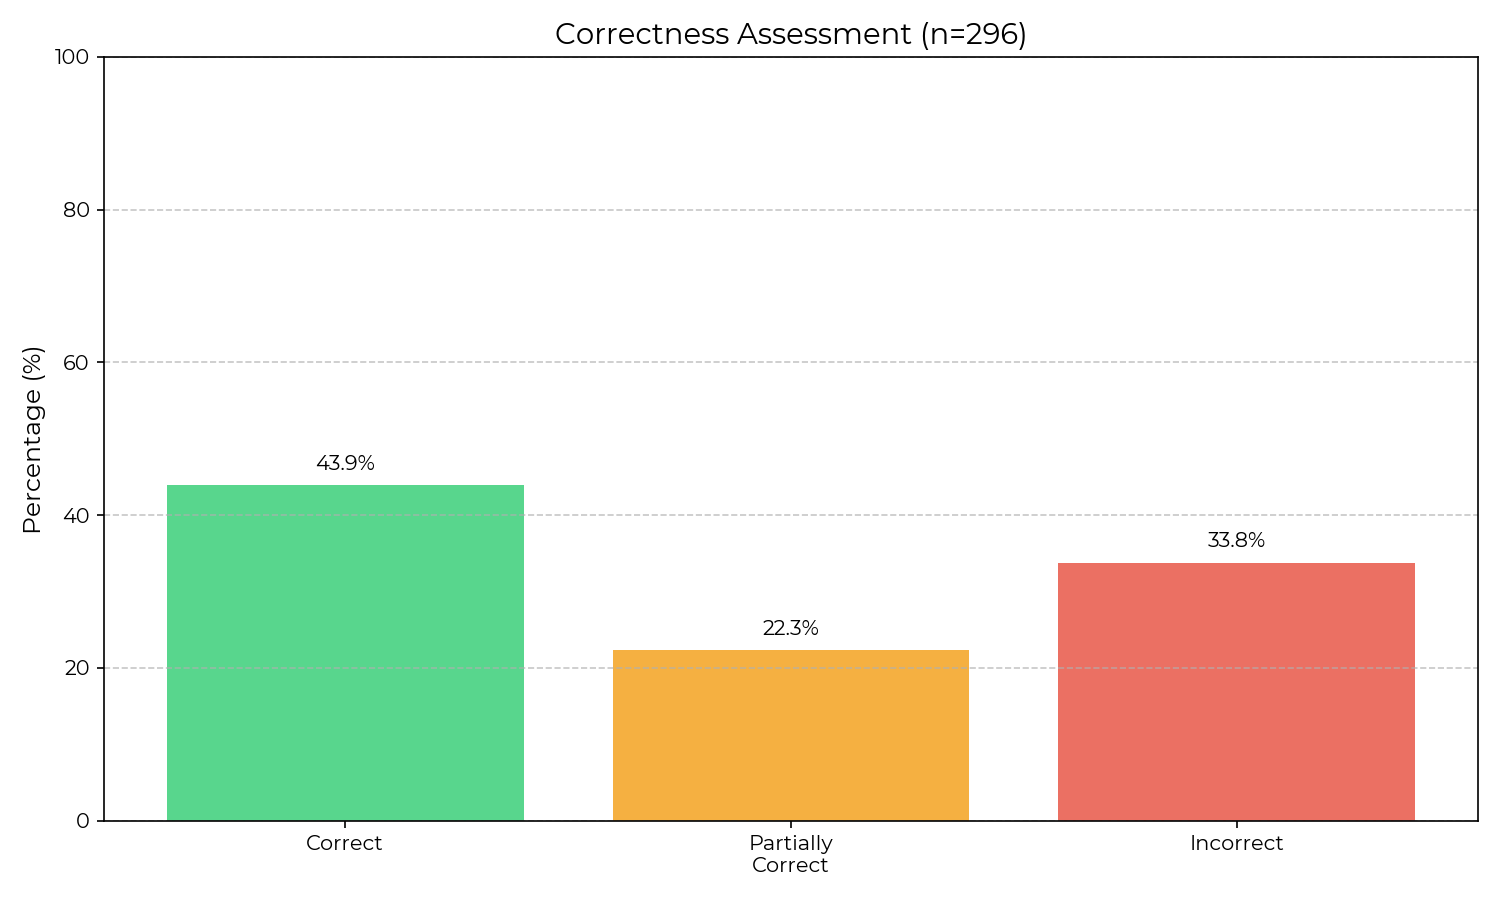 Correctness Assessment (n=296)
Percentage (%)
100
80
60
40
20
0
43.9%
22.3%
33.8%
Correct
Partially
Correct
Incorrect